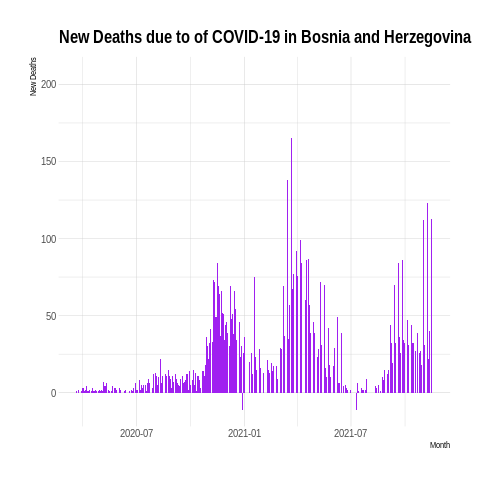 New Deaths due to of COVID-19 in Bosnia and Herzegovina
New Deaths
200
150
100
50
0
2020-07
2021-01
2021-07
Month